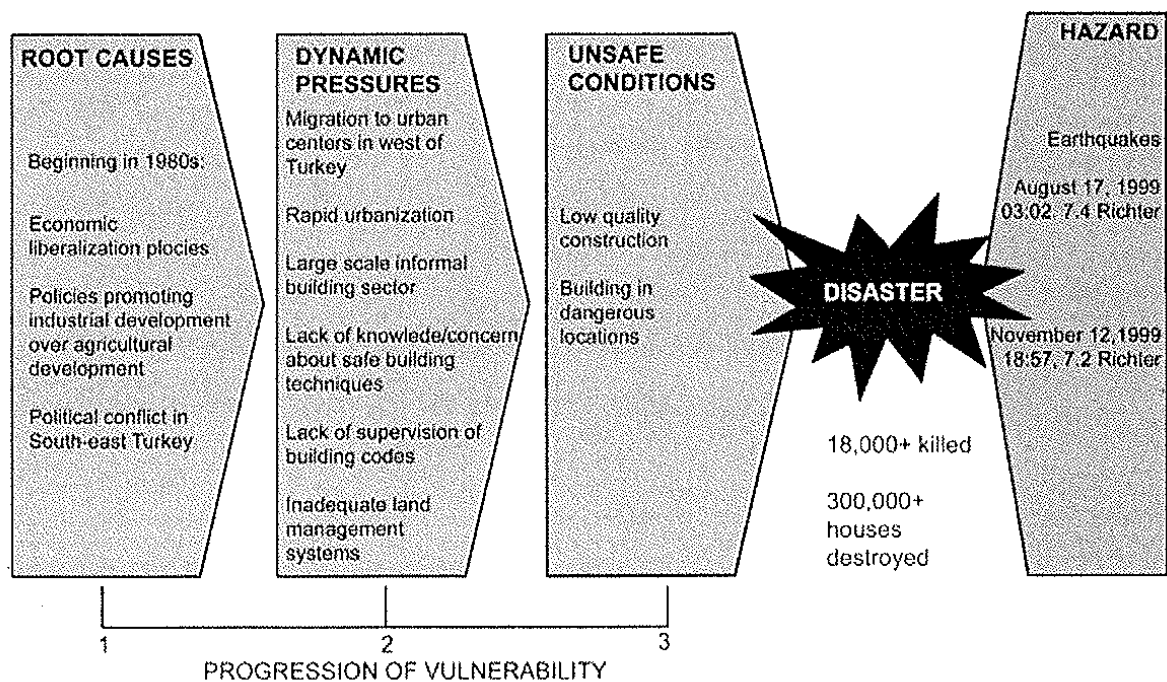 ROOT CAUSES
Beginning in 1980s:
Economic
liberalization plocies
Policies promoting
industrial development
over agricultural
development
Political conflict in
South-east Turkey
DYNAMIC
PRESSURES
Migration to urban
centers in west of
Turkey
Rapid urbanization
Large scale informal
building sector
Lack of knowlede/concern
about safe building
techniques
Lack of supervision of
building codes
Inadequate land
management
systems
UNSAFE
CONDITIONS
Low quality
construction
Building in
dangerous
locations
DISASTER
18,000+ killed
300,000+
houses
destroyed
HAZARD
Earthquakes
August 17, 1999
03:02, 7.4 Richter
November 12,1999
18:57, 7.2 Richter
1
2
3
PROGRESSION OF VULNERABILITY